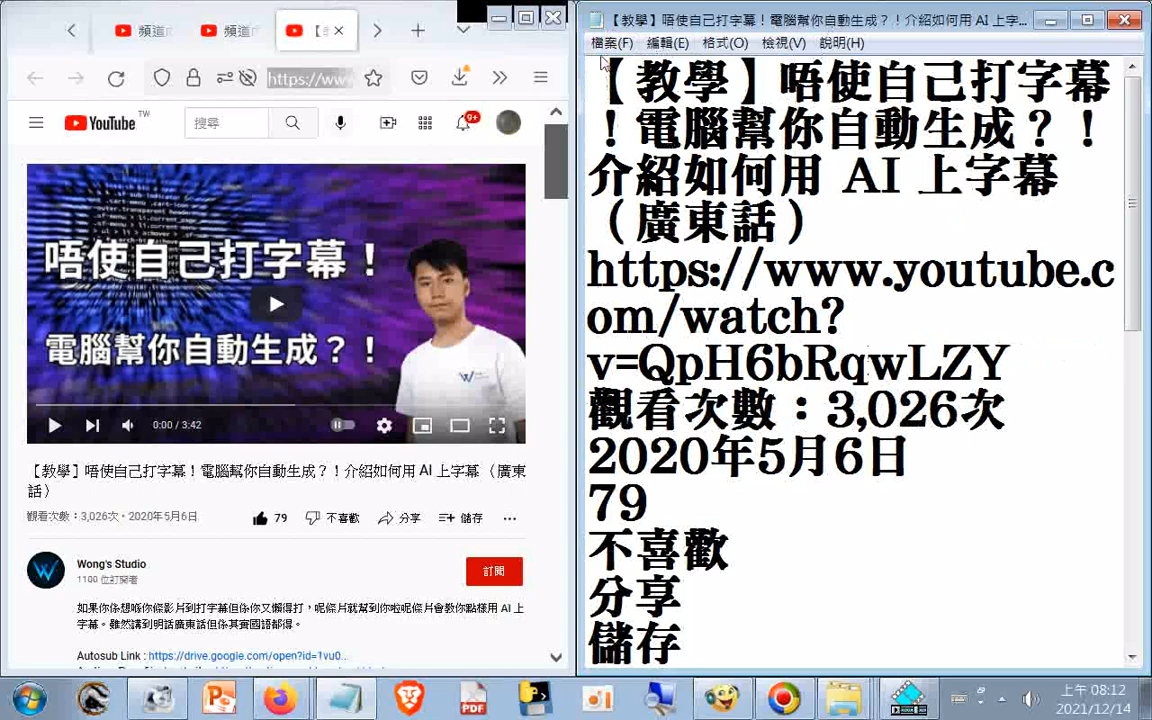 頻道
頻道
【
https://www
YouTube TW
搜尋
9+
唔使自己打字幕！
電腦幫你自動生成？！
W
0:00 / 3:42
【教學】唔使自己打字幕！電腦幫你自動生成？！介紹如何用 AI 上字幕（廣東
話）
觀看次數：3,026次・2020年5月6日
79
不喜歡
分享
儲存
W
Wong's Studio
1100 位訂閱者
訂閱
如果你係想喺你條影片到打字幕但係你又懶得打，呢條片就幫到你啦呢條片會教你點樣用 AI 上
字幕。雖然講到明話廣東話但係其實國語都得。
Autosub Link : https://drive.google.com/open?id=1vu0...
【教學】唔使自己打字幕！電腦幫你自動生成？！介紹如何用 AI 上字...
檔案(F) 編輯(E) 格式(O) 檢視(V) 說明(H)
【教學】唔使自己打字幕
！電腦幫你自動生成？！
介紹如何用 AI 上字幕
（廣東話）
https://www.youtube.c
om/watch?
v=QpH6bRqwLZY
觀看次數：3,026次
2020年5月6日
79
不喜歡
分享
儲存
PDF
上午 08:12
2021/12/14